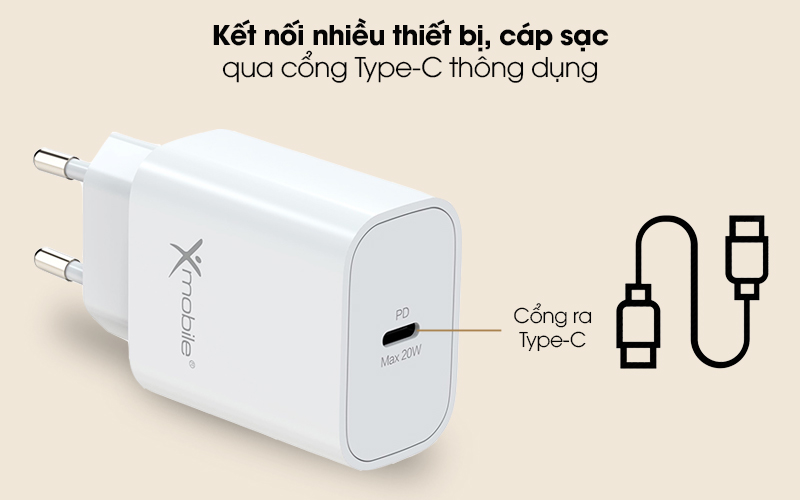 Kết nối nhiều thiết bị, cáp sạc
qua cổng Type-C thông dụng
Xmobile®
PD
Max 20W
Cổng ra
Type-C